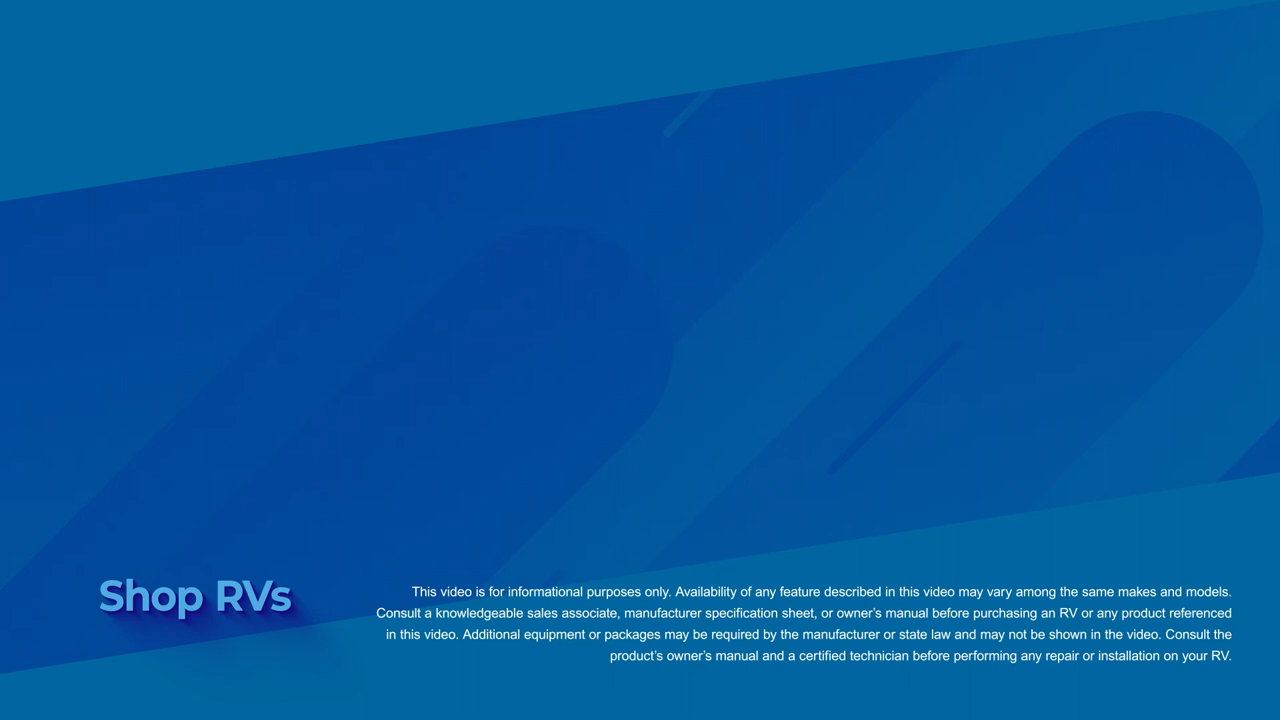 Shop RVs
This video is for informational purposes only. Availability of any feature described in this video may vary among the same makes and models.
Consult a knowledgeable sales associate, manufacturer specification sheet, or owner’s manual before purchasing an RV or any product referenced
in this video. Additional equipment or packages may be required by the manufacturer or state law and may not be shown in the video. Consult the
product’s owner’s manual and a certified technician before performing any repair or installation on your RV.